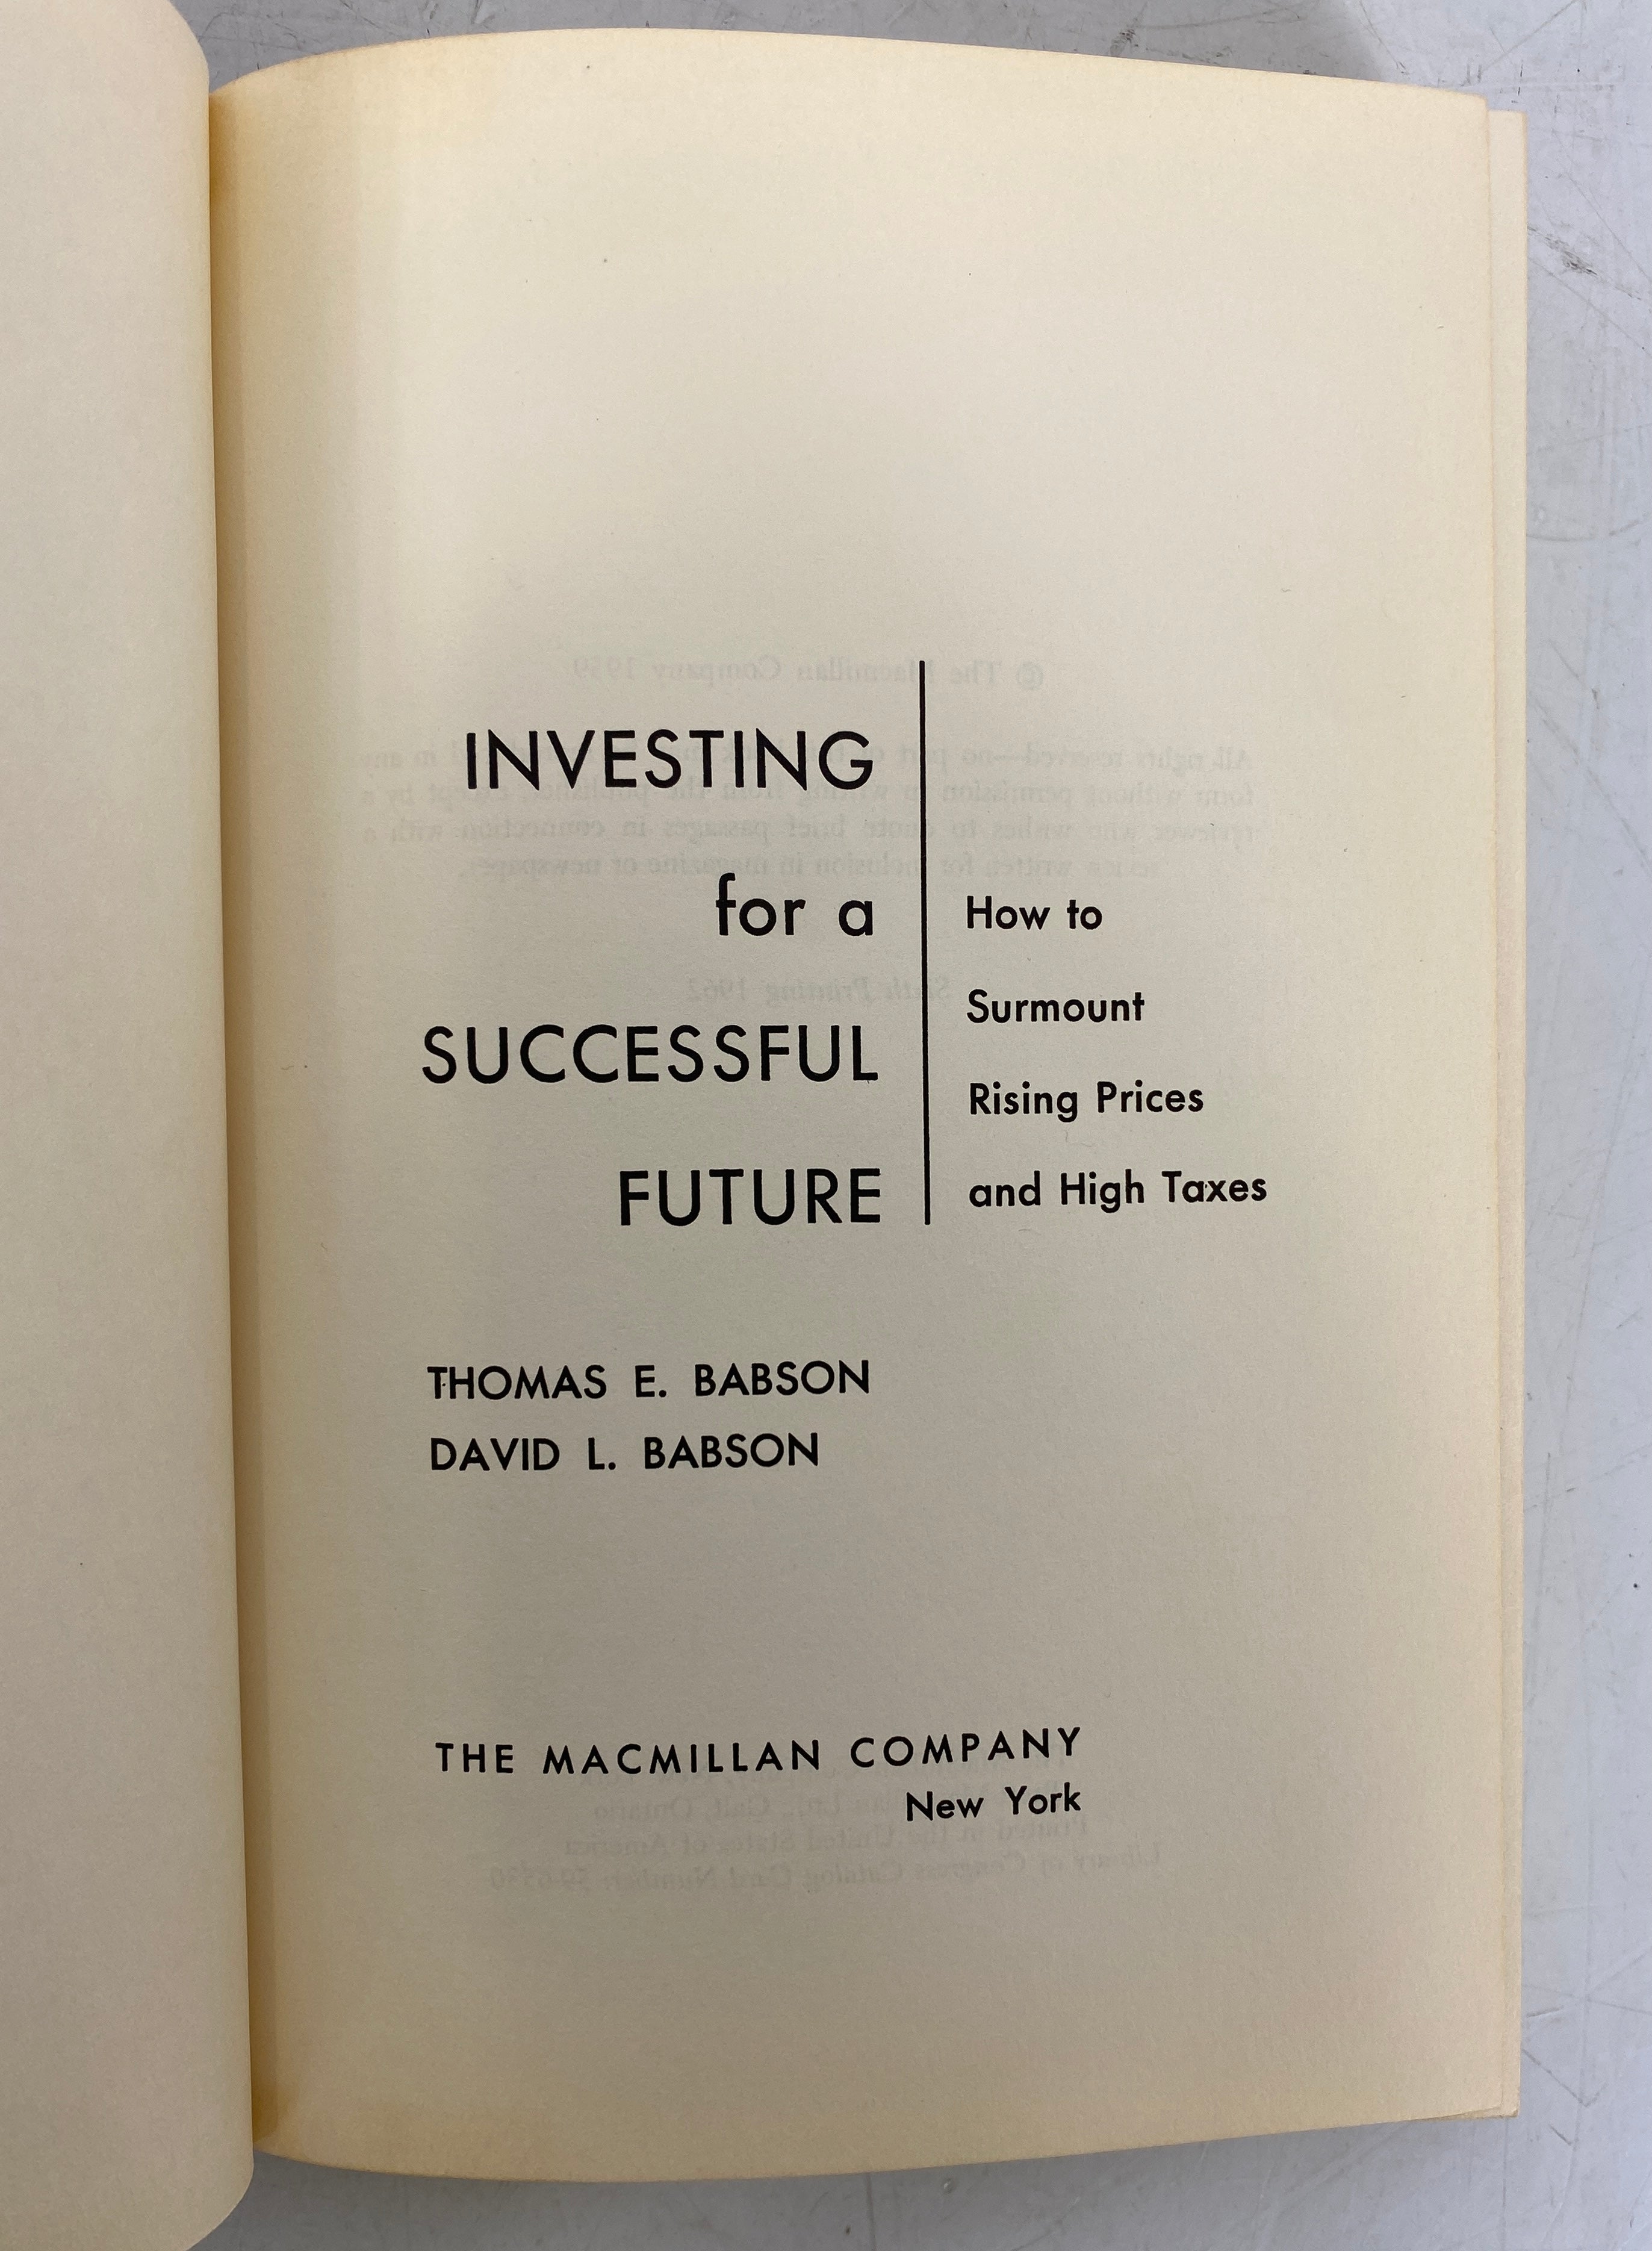 INVESTING
for a
SUCCESSFUL
FUTURE
How to
Surmount
Rising Prices
and High Taxes
THOMAS E. BABSON
DAVID L. BABSON
THE MACMILLAN COMPANY
New York